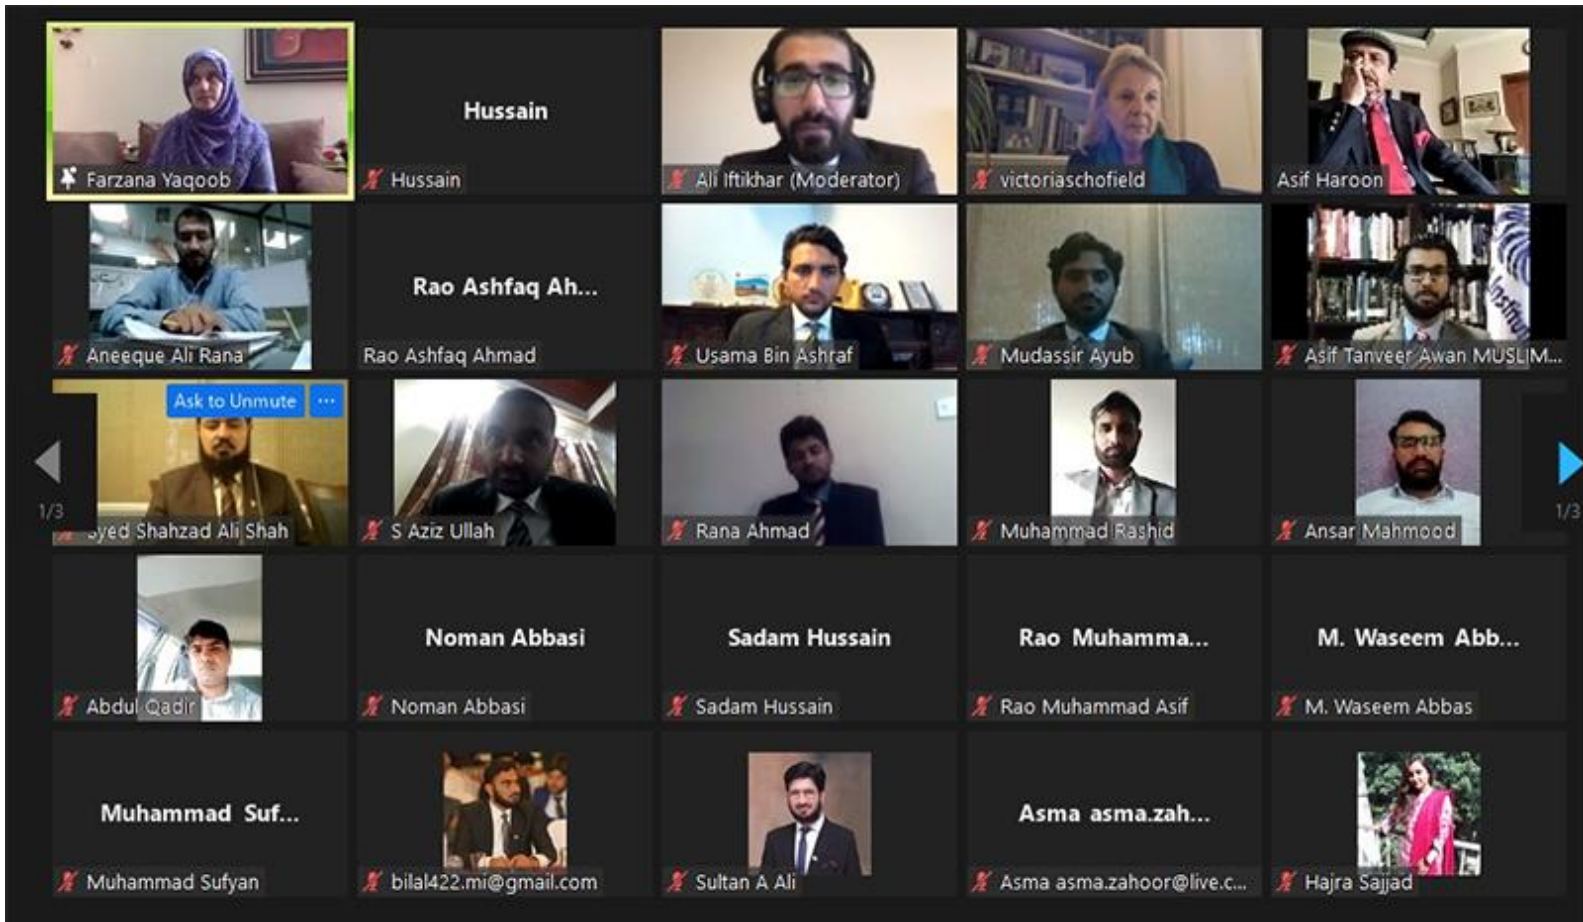 Farzana Yaqoob
Hussain
Hussain
Ali Iftikhar (Moderator)
victoriaschofield
Asif Haroon
Aneeque Ali Rana
Rao Ashfaq Ah...
Rao Ashfaq Ahmad
Usama Bin Ashraf
Mudassir Ayub
Asif Tanveer Awan MUSLIM...
Ask to Unmute ...
Syed Shahzad Ali Shah
S Aziz Ullah
Rana Ahmad
Muhammad Rashid
Ansar Mahmood
1/3
1/3
Abdul Qadir
Noman Abbasi
Noman Abbasi
Sadam Hussain
Sadam Hussain
Rao Muhamma...
Rao Muhammad Asif
M. Waseem Abb...
M. Waseem Abbas
Muhammad Suf...
Muhammad Sufyan
bilal422.mi@gmail.com
Sultan A Ali
Asma asma.zah...
Asma asma.zahoor@live.c...
Hajra Sajjad